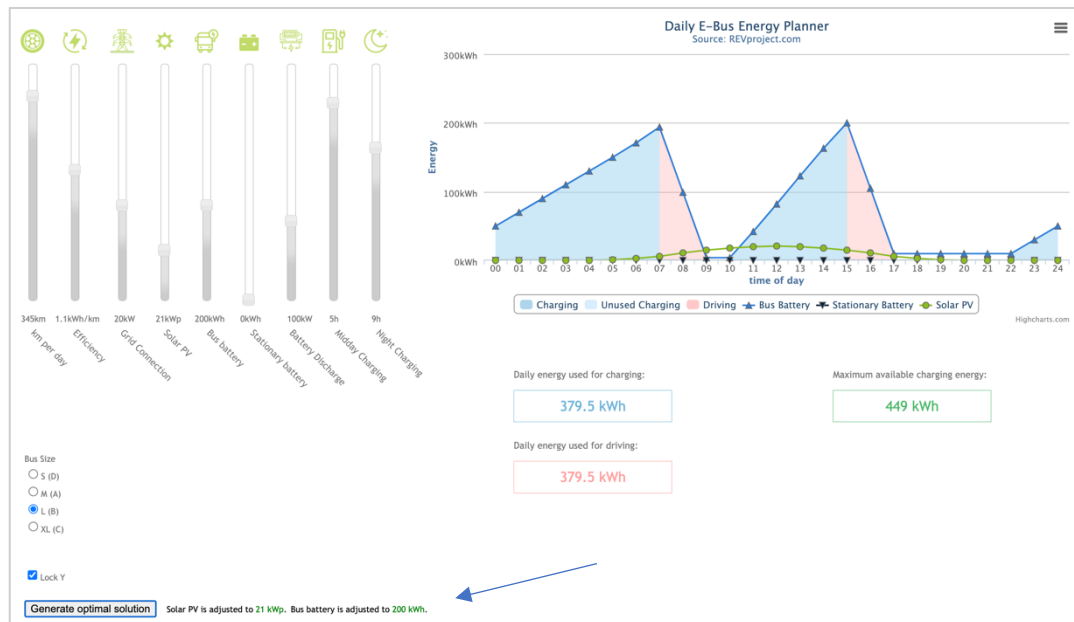 Daily E-Bus Energy Planner
Source: REVproject.com
300kWh
200kWh
100kWh
0kWh
Energy
00 01 02 03 04 05 06 07 08 09 10 11 12 13 14 15 16 17 18 19 20 21 22 23 24
time of day
Charging Unused Charging Driving Bus Battery Stationary Battery Solar PV
Highcharts.com
345km 1.1kWh/km 20kW 21kWp 200kWh 0kWh 100kW 5h 9h
km per day
Efficiency
Grid Connection
Solar PV
Bus battery
Stationary battery
Battery Discharge
Midday Charging
Night Charging
Daily energy used for charging:
379.5 kWh
Maximum available charging energy:
449 kWh
Daily energy used for driving:
379.5 kWh
Bus Size
S (D)
M (A)
L (B)
XL (C)
Lock Y
Generate optimal solution Solar PV is adjusted to 21 kWp. Bus battery is adjusted to 200 kWh.